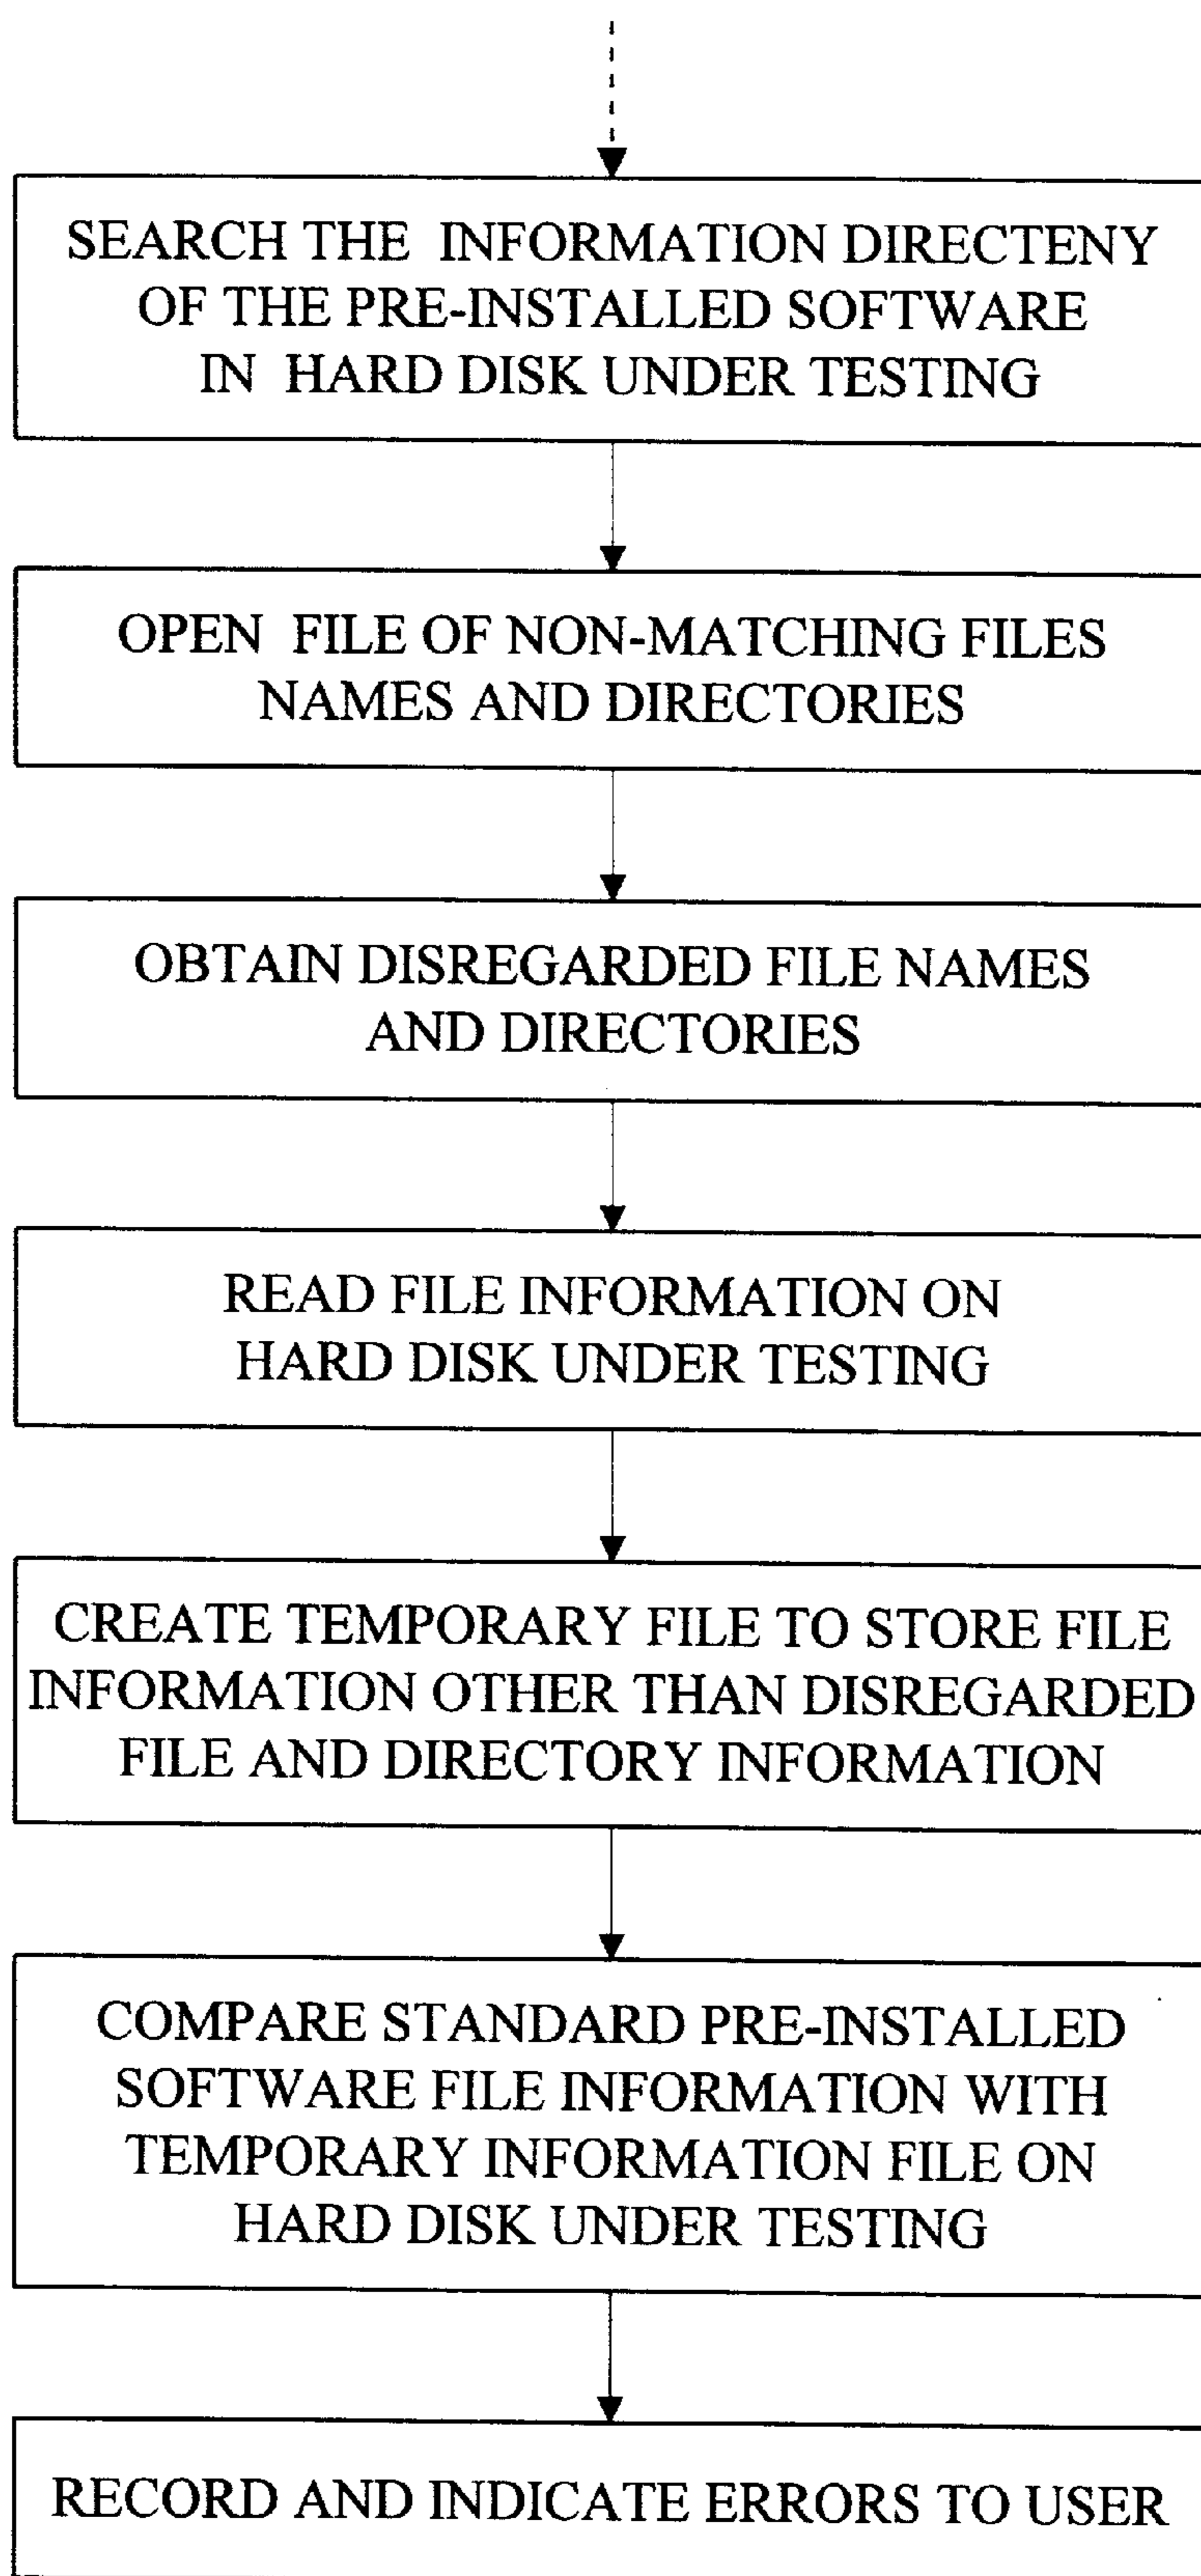 SEARCH THE INFORMATION DIRECTENY
OF THE PRE-INSTALLED SOFTWARE
IN HARD DISK UNDER TESTING
OPEN FILE OF NON-MATCHING FILES
NAMES AND DIRECTORIES
OBTAIN DISREGARDED FILE NAMES
AND DIRECTORIES
READ FILE INFORMATION ON
HARD DISK UNDER TESTING
CREATE TEMPORARY FILE TO STORE FILE
INFORMATION OTHER THAN DISREGARDED
FILE AND DIRECTORY INFORMATION
COMPARE STANDARD PRE-INSTALLED
SOFTWARE FILE INFORMATION WITH
TEMPORARY INFORMATION FILE ON
HARD DISK UNDER TESTING
RECORD AND INDICATE ERRORS TO USER